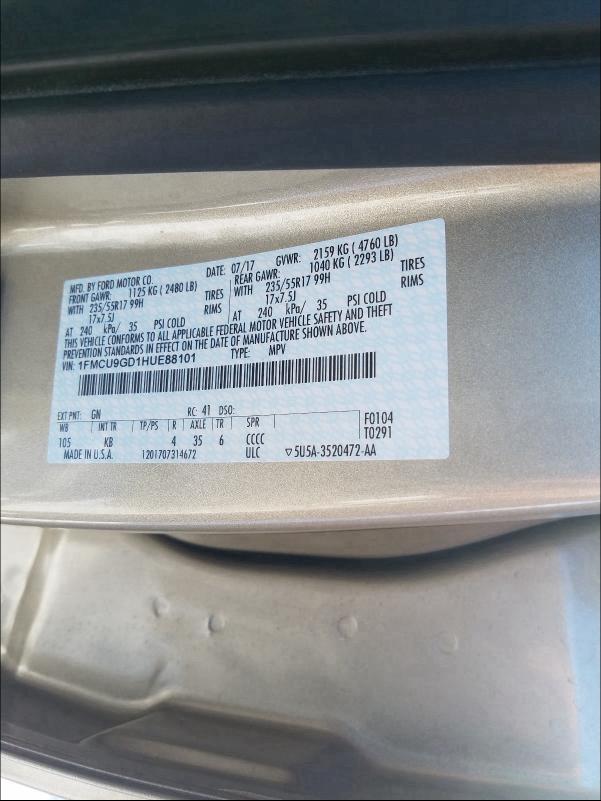 MFD. BY FORD MOTOR CO.
DATE: 07/17 GVWR: 2159 KG ( 4760 LB)
FRONT GAWR: 1125 KG ( 2480 LB) REAR GAWR: 1040 KG ( 2293 LB)
WITH 235/55R17 99H TIRES WITH 235/55R17 99H TIRES
17x7.5J RIMS 17x7.5J RIMS
AT 240 kPa/ 35 PSI COLD AT 240 kPa/ 35 PSI COLD
THIS VEHICLE CONFORMS TO ALL APPLICABLE FEDERAL MOTOR VEHICLE SAFETY AND THEFT
PREVENTION STANDARDS IN EFFECT ON THE DATE OF MANUFACTURE SHOWN ABOVE.
VIN: 1FMCU9GD1HUE88101 TYPE: MPV
EXT PNT: GN RC: 41 DSO:
WB INT TR TP/PS R AXLE TR SPR F0104
105 KB 4 35 6 CCCC T0291
MADE IN U.S.A. 1201707314672 ULC ▽5U5A-3520472-AA